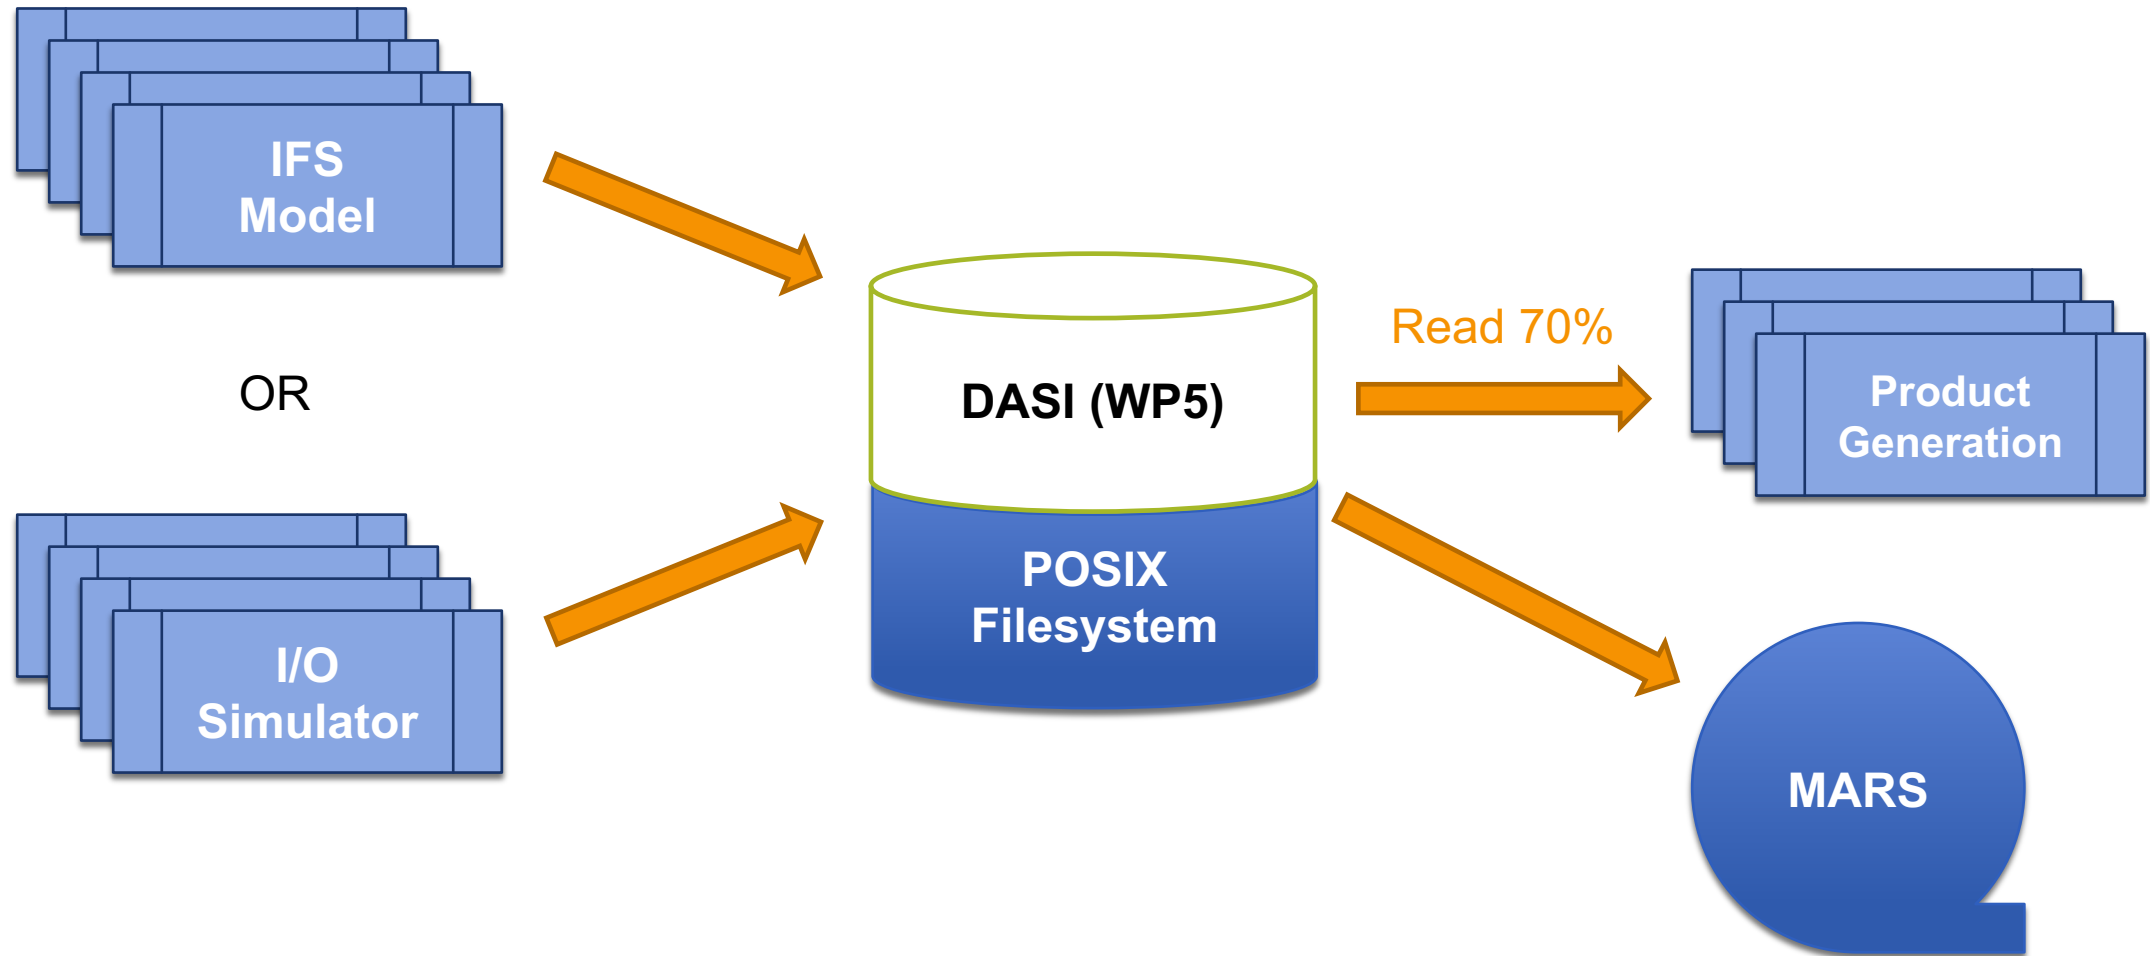 IFS
Model
OR
I/O
Simulator
DASI (WP5)
POSIX
Filesystem
Read 70%
Product
Generation
MARS